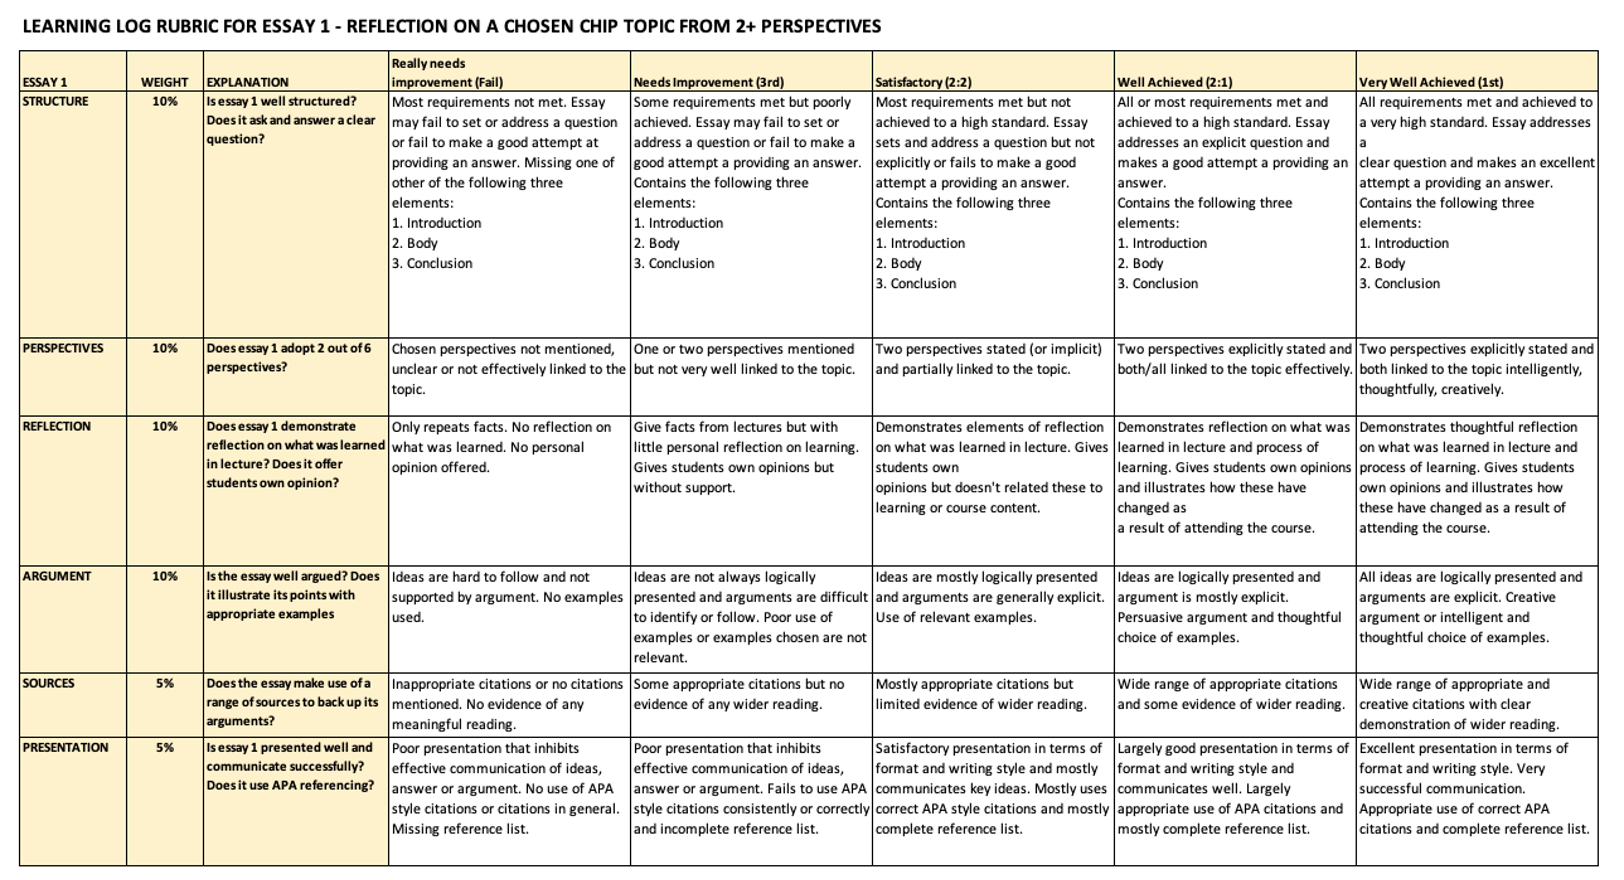 LEARNING LOG RUBRIC FOR ESSAY 1 - REFLECTION ON A CHOSEN CHIP TOPIC FROM 2+ PERSPECTIVES
ESSAY 1
WEIGHT
EXPLANATION
Really needs
improvement (Fail)
Needs Improvement (3rd)
Satisfactory (2:2)
Well Achieved (2:1)
Very Well Achieved (1st)
STRUCTURE
10%
Is essay 1 well structured?
Does it ask and answer a clear
question?
Most requirements not met. Essay
may fail to set or address a question
or fail to make a good attempt at
providing an answer. Missing one of
other of the following three
elements:
1. Introduction
2. Body
3. Conclusion
Some requirements met but poorly
achieved. Essay may fail to set or
address a question or fail to make a
good attempt a providing an answer.
Contains the following three
elements:
1. Introduction
2. Body
3. Conclusion
Most requirements met but not
achieved to a high standard. Essay
sets and address a question but not
explicitly or fails to make a good
attempt a providing an answer.
Contains the following three
elements:
1. Introduction
2. Body
3. Conclusion
All or most requirements met and
achieved to a high standard. Essay
addresses an explicit question and
makes a good attempt a providing an
answer.
Contains the following three
elements:
1. Introduction
2. Body
3. Conclusion
All requirements met and achieved to
a very high standard. Essay addresses
a
clear question and makes an excellent
attempt a providing an answer.
Contains the following three
elements:
1. Introduction
2. Body
3. Conclusion
PERSPECTIVES
10%
Does essay 1 adopt 2 out of 6
perspectives?
Chosen perspectives not mentioned,
unclear or not effectively linked to the
topic.
One or two perspectives mentioned
but not very well linked to the topic.
Two perspectives stated (or implicit)
and partially linked to the topic.
Two perspectives explicitly stated and
both/all linked to the topic effectively.
Two perspectives explicitly stated and
both linked to the topic intelligently,
thoughtfully, creatively.
REFLECTION
10%
Does essay 1 demonstrate
reflection on what was learned
in lecture? Does it offer
students own opinion?
Only repeats facts. No reflection on
what was learned. No personal
opinion offered.
Give facts from lectures but with
little personal reflection on learning.
Gives students own opinions but
without support.
Demonstrates elements of reflection
on what was learned in lecture. Gives
students own
opinions but doesn't related these to
learning or course content.
Demonstrates reflection on what was
learned in lecture and process of
learning. Gives students own opinions
and illustrates how these have
changed as
a result of attending the course.
Demonstrates thoughtful reflection
on what was learned in lecture and
process of learning. Gives students
own opinions and illustrates how
these have changed as a result of
attending the course.
ARGUMENT
10%
Is the essay well argued? Does
it illustrate its points with
appropriate examples
Ideas are hard to follow and not
supported by argument. No examples
used.
Ideas are not always logically
presented and arguments are difficult
to identify or follow. Poor use of
examples or examples chosen are not
relevant.
Ideas are mostly logically presented
and arguments are generally explicit.
Use of relevant examples.
Ideas are logically presented and
argument is mostly explicit.
Persuasive argument and thoughtful
choice of examples.
All ideas are logically presented and
arguments are explicit. Creative
argument or intelligent and
thoughtful choice of examples.
SOURCES
5%
Does the essay make use of a
range of sources to back up its
arguments?
Inappropriate citations or no citations
mentioned. No evidence of any
meaningful reading.
Some appropriate citations but no
evidence of any wider reading.
Mostly appropriate citations but
limited evidence of wider reading.
Wide range of appropriate citations
and some evidence of wider reading.
Wide range of appropriate and
creative citations with clear
demonstration of wider reading.
PRESENTATION
5%
Is essay 1 presented well and
communicate successfully?
Does it use APA referencing?
Poor presentation that inhibits
effective communication of ideas,
answer or argument. No use of APA
style citations or citations in general.
Missing reference list.
Poor presentation that inhibits
effective communication of ideas,
answer or argument. Fails to use APA
style citations consistently or correctly
and incomplete reference list.
Satisfactory presentation in terms of
format and writing style and mostly
communicates key ideas. Mostly uses
correct APA style citations and mostly
complete reference list.
Largely good presentation in terms of
format and writing style and
communicates well. Largely
appropriate use of APA citations and
mostly complete reference list.
Excellent presentation in terms of
format and writing style. Very
successful communication.
Appropriate use of correct APA
citations and complete reference list.